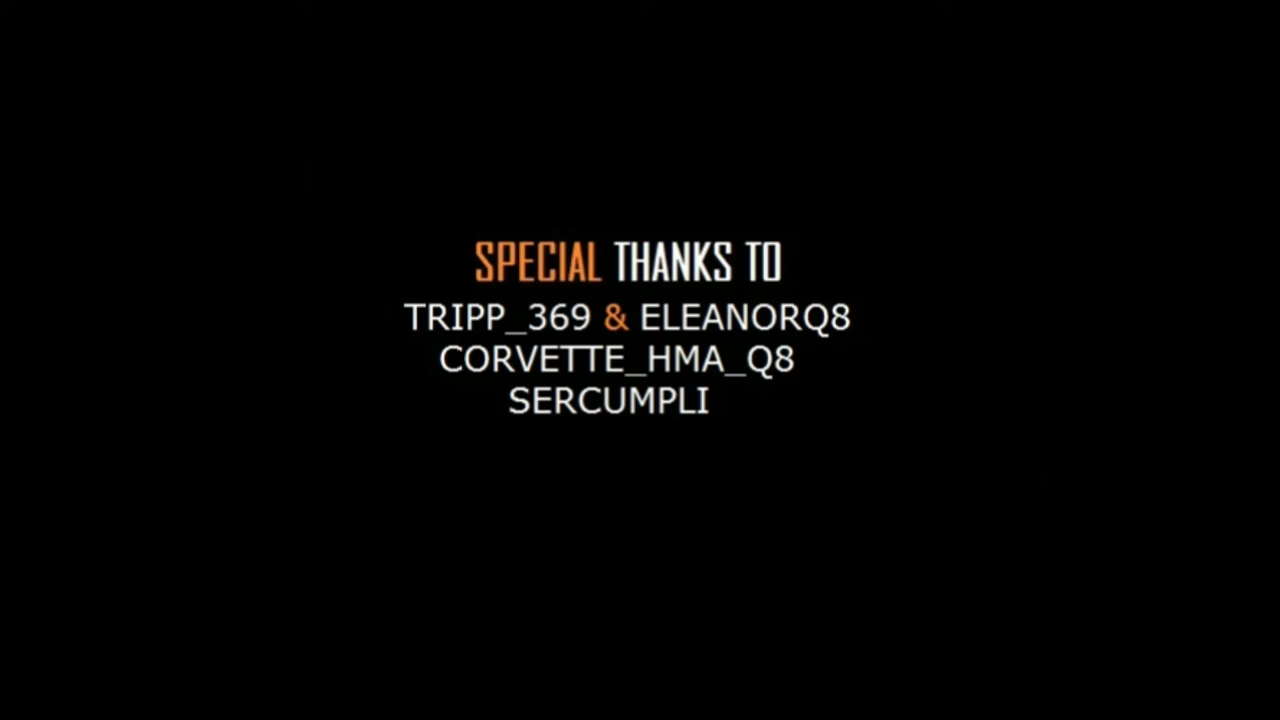 SPECIAL THANKS TO
TRIPP_369 & ELEANORQ8
CORVETTE_HMA_Q8
SERCUMPLI